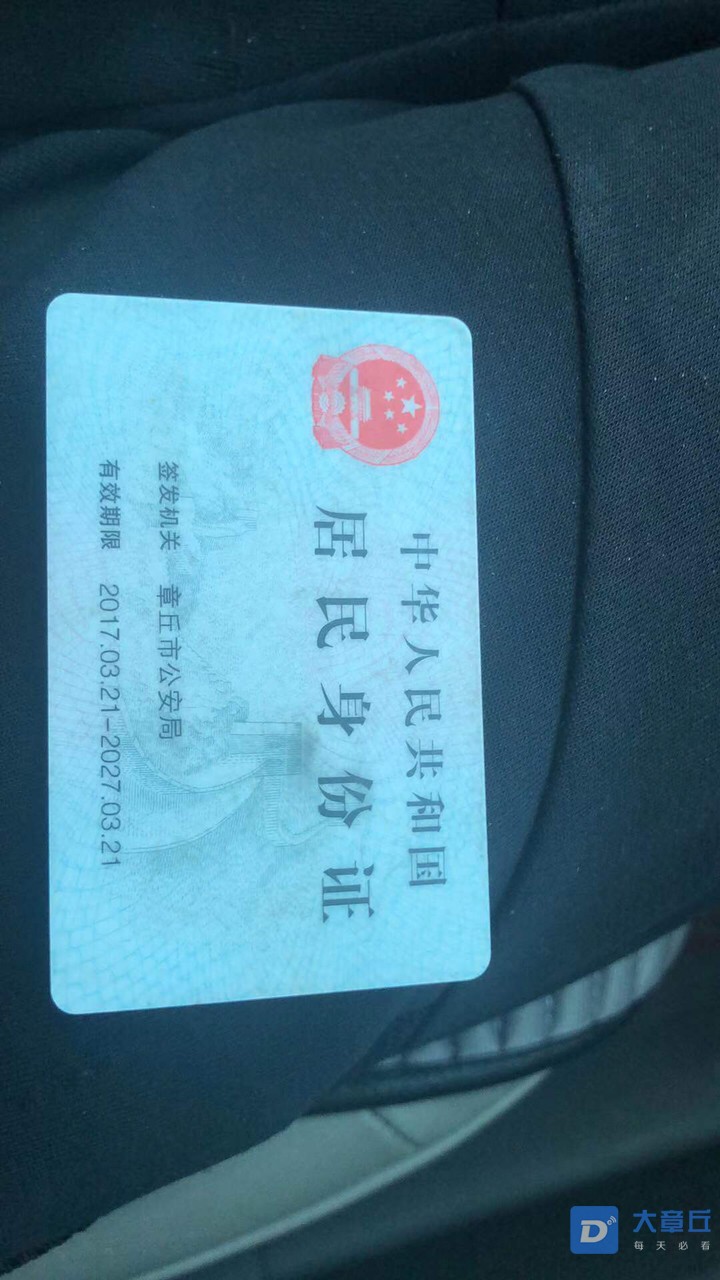 中华人民共和国
居民身份证
签发机关 章丘市公安局
有效期限 2017.03.21-2027.03.21
大章丘
每天必看